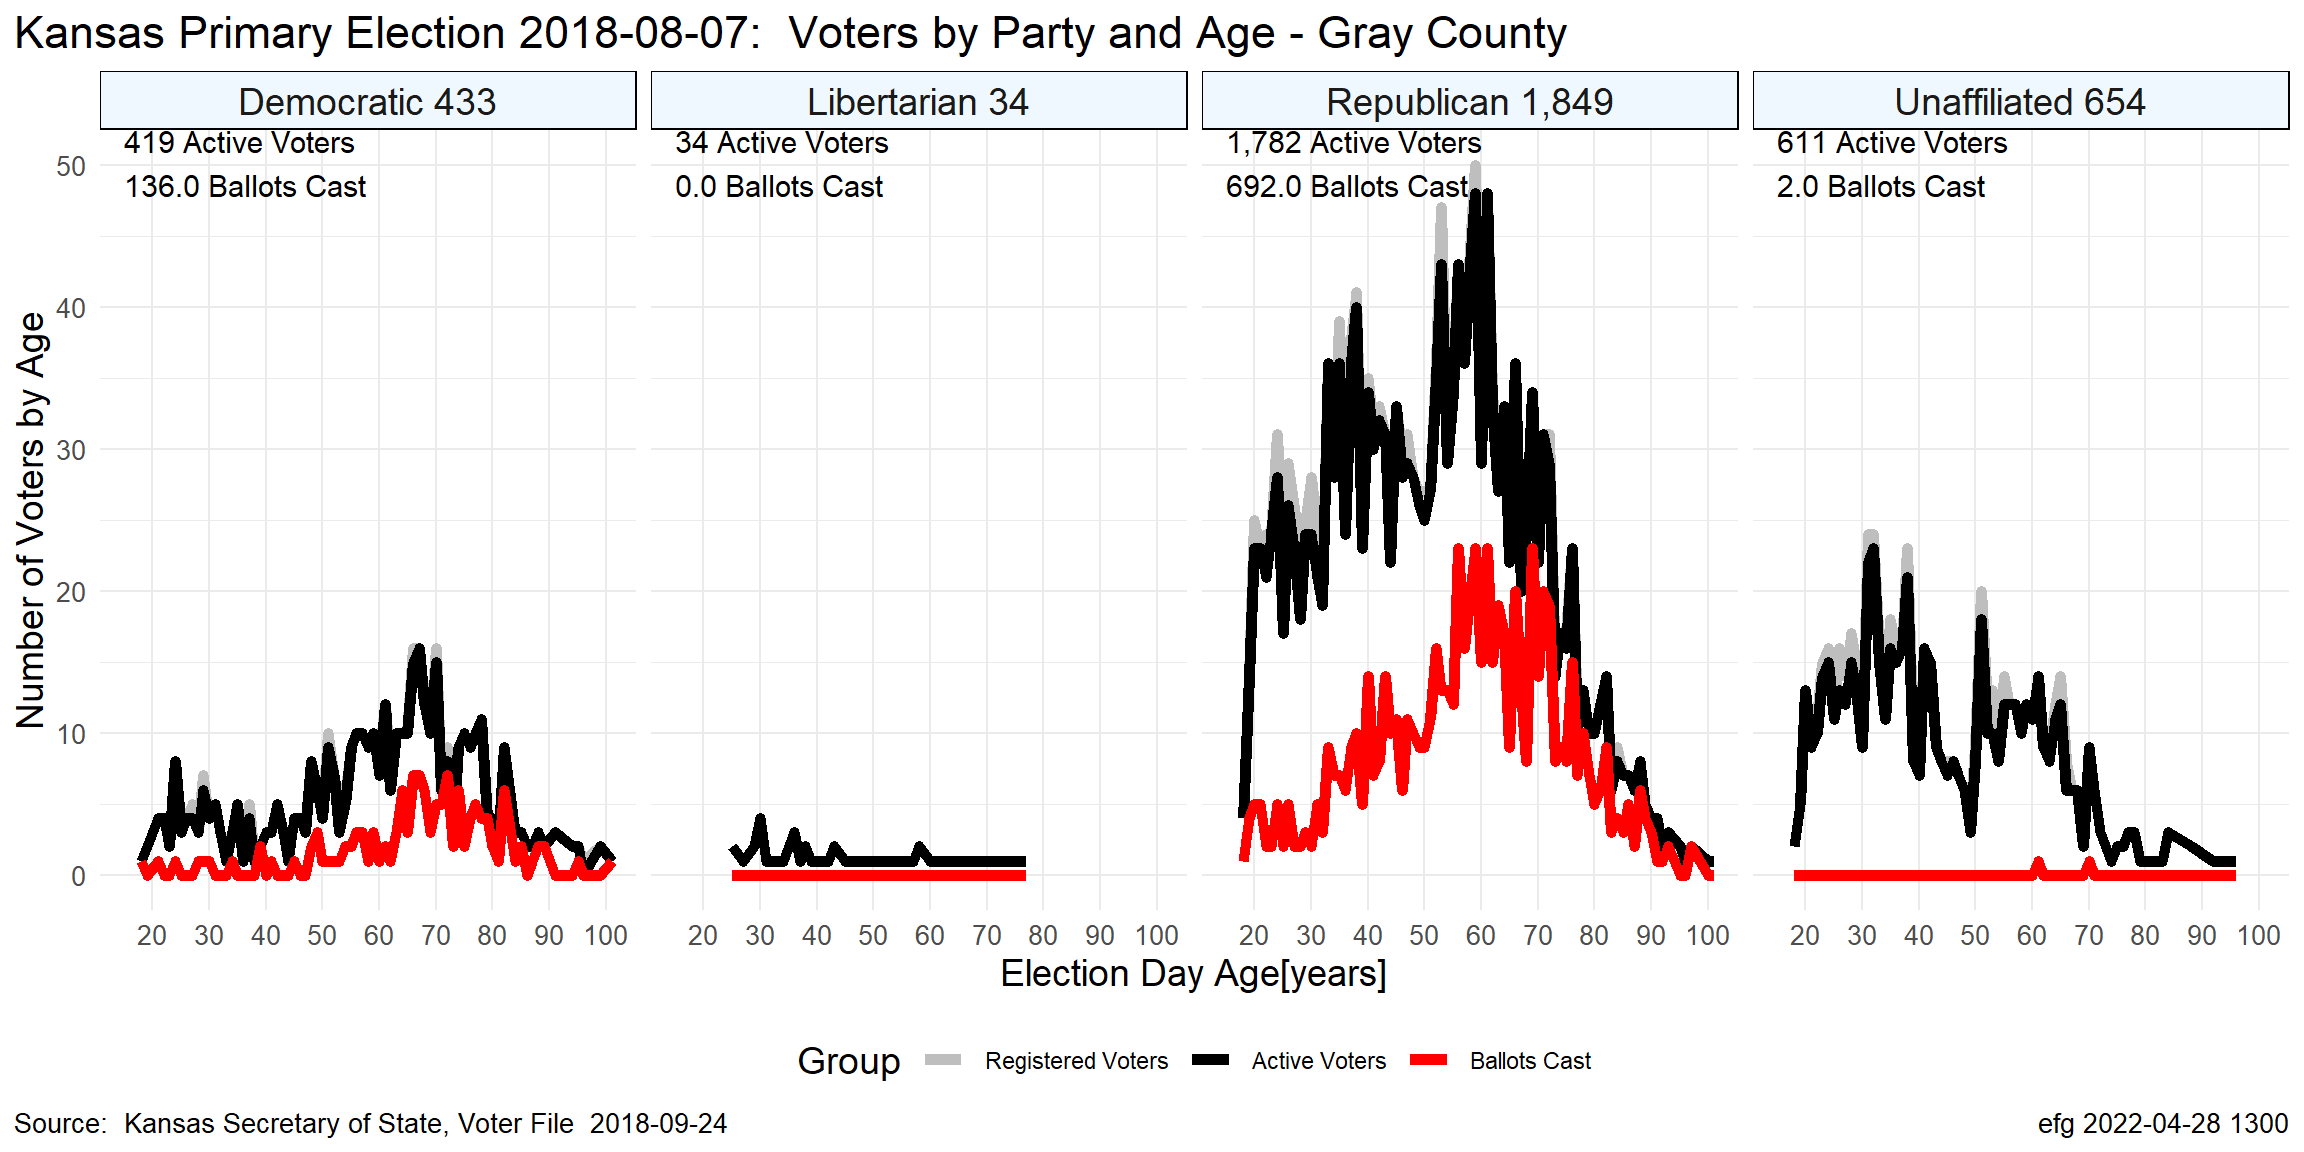 Kansas Primary Election 2018-08-07:  Voters by Party and Age - Gray County
Democratic 433
Libertarian 34
Republican 1,849
Unaffiliated 654
419 Active Voters
136.0 Ballots Cast
34 Active Voters
0.0 Ballots Cast
1,782 Active Voters
692.0 Ballots Cast
611 Active Voters
2.0 Ballots Cast
Number of Voters by Age
50
40
30
20
10
0
20 30 40 50 60 70 80 90 100
20 30 40 50 60 70 80 90 100
20 30 40 50 60 70 80 90 100
20 30 40 50 60 70 80 90 100
Election Day Age[years]
Group Registered Voters Active Voters Ballots Cast
Source:  Kansas Secretary of State, Voter File  2018-09-24
efg 2022-04-28 1300